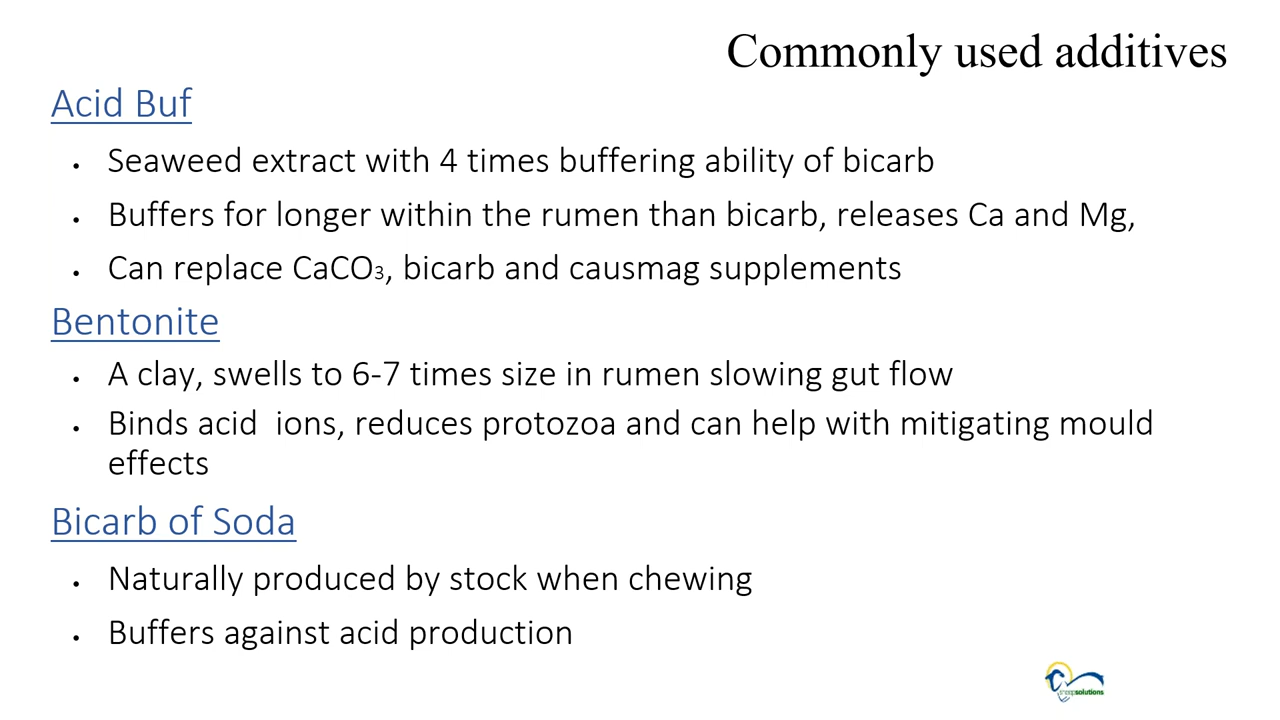 Commonly used additives
Acid Buf
• Seaweed extract with 4 times buffering ability of bicarb
• Buffers for longer within the rumen than bicarb, releases Ca and Mg,
• Can replace CaCO₃, bicarb and causmag supplements
Bentonite
• A clay, swells to 6-7 times size in rumen slowing gut flow
• Binds acid  ions, reduces protozoa and can help with mitigating mould
effects
Bicarb of Soda
• Naturally produced by stock when chewing
• Buffers against acid production
sheepsolutions